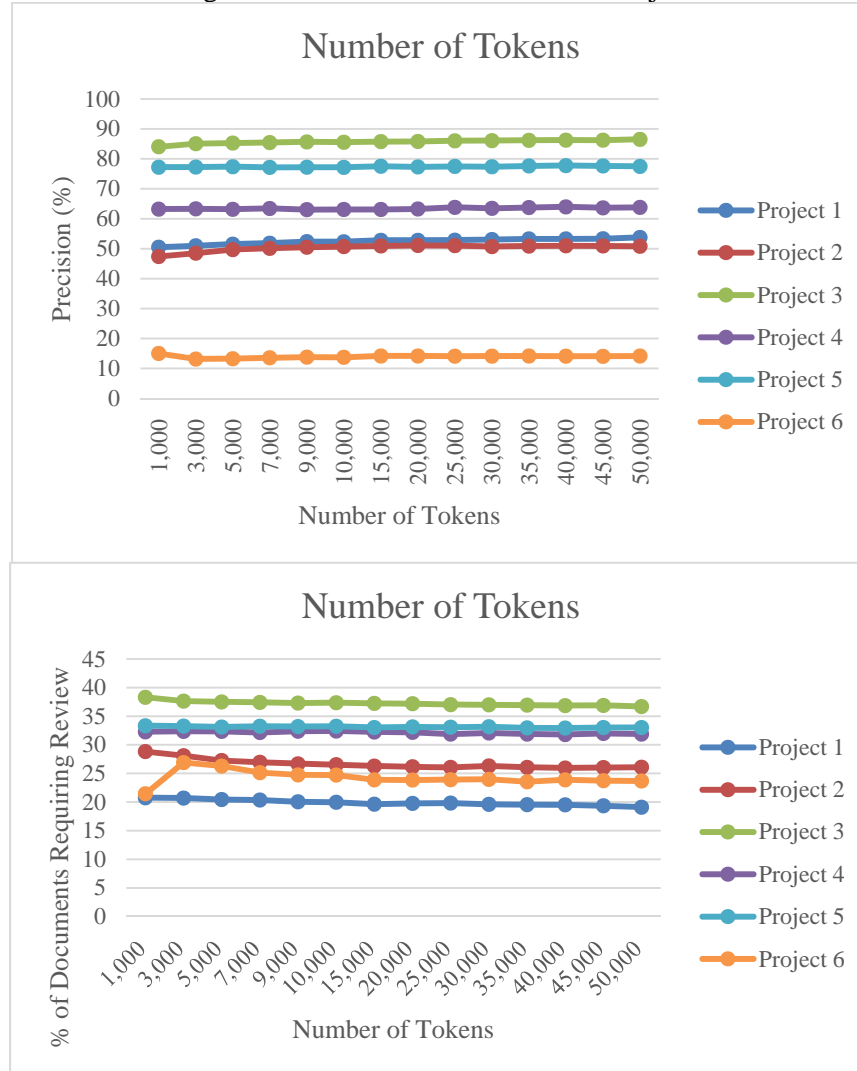 Number of Tokens
Precision (%)
100
90
80
70
60
50
40
30
20
10
0
1,000
3,000
5,000
7,000
9,000
10,000
15,000
20,000
25,000
30,000
35,000
40,000
45,000
50,000
Number of Tokens
Project 1
Project 2
Project 3
Project 4
Project 5
Project 6
Number of Tokens
% of Documents Requiring Review
45
40
35
30
25
20
15
10
5
0
1,000
3,000
5,000
7,000
9,000
10,000
15,000
20,000
25,000
30,000
35,000
40,000
45,000
50,000
Number of Tokens
Project 1
Project 2
Project 3
Project 4
Project 5
Project 6